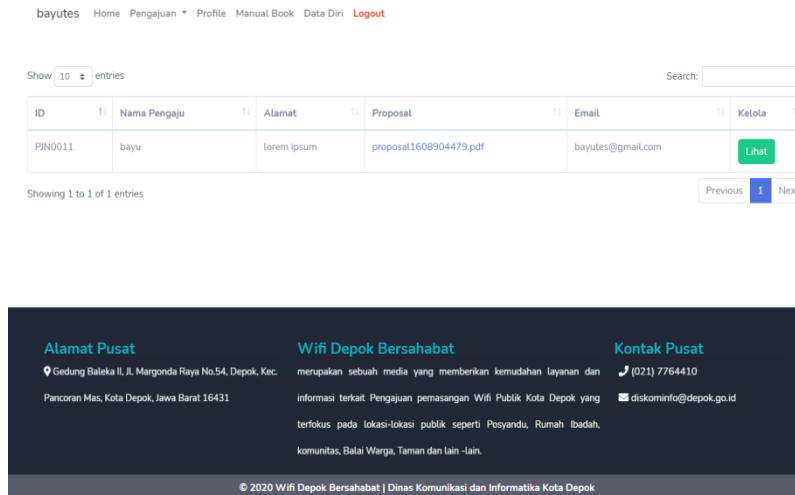 bayutes Home Pengajuan Profile Manual Book Data Diri Logout
Show 10 entries Search:
ID Nama Pengaju Alamat Proposal Email Kelola
PJN0011 bayu lorem ipsum proposal1608904479.pdf bayutes@gmail.com Lihat
Showing 1 to 1 of 1 entries Previous 1 Nex
Alamat Pusat
Gedung Baleka II, Jl. Margonda Raya No.54, Depok, Kec.
Pancoran Mas, Kota Depok, Jawa Barat 16431
Wifi Depok Bersahabat
merupakan sebuah media yang memberikan kemudahan layanan dan
informasi terkait Pengajuan pemasangan Wifi Publik Kota Depok yang
terfokus pada lokasi-lokasi publik seperti Posyandu, Rumah Ibadah,
komunitas, Balai Warga, Taman dan lain -lain.
Kontak Pusat
(021) 7764410
diskominfo@depok.go.id
© 2020 Wifi Depok Bersahabat | Dinas Komunikasi dan Informatika Kota Depok